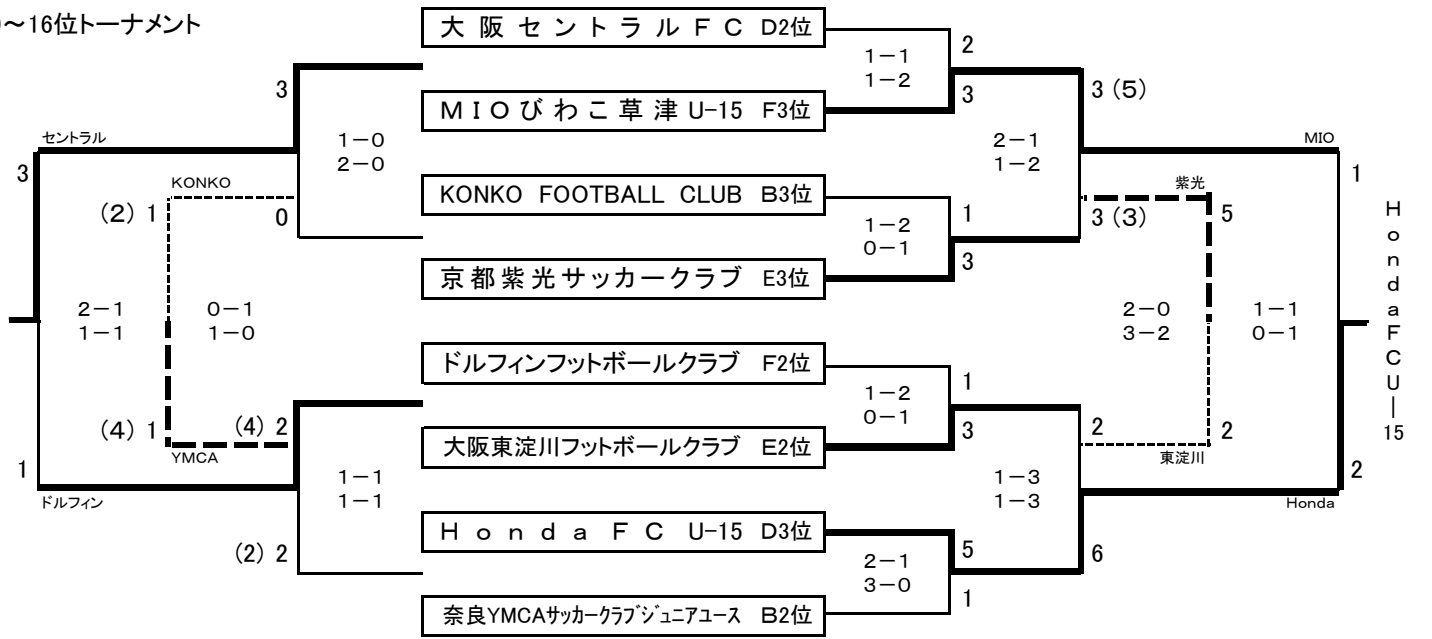 ～16位トーナメント
大阪セントラルFC D2位
MIOびわこ草津 U-15 F3位
KONKO FOOTBALL CLUB B3位
京都紫光サッカークラブ E3位
ドルフィンフットボールクラブ F2位
大阪東淀川フットボールクラブ E2位
Honda FC U-15 D3位
奈良YMCAサッカークラブジュニアユース B2位
3
1－0
2－0
0
セントラル
3
KONKO
(2) 1
2－1
1－1
0－1
1－0
(4) 1
YMCA
1
ドルフィン
(4) 2
1－1
1－1
(2) 2
2
1－1
1－2
3
1
1－2
0－1
3
1
1－2
0－1
3
5
2－1
3－0
1
3 (5)
2－1
1－2
3 (3)
2
1－3
1－3
6
MIO
1
紫光
5
2－0
3－2
2
東淀川
1－1
0－1
2
Honda
HondaFCU｜15